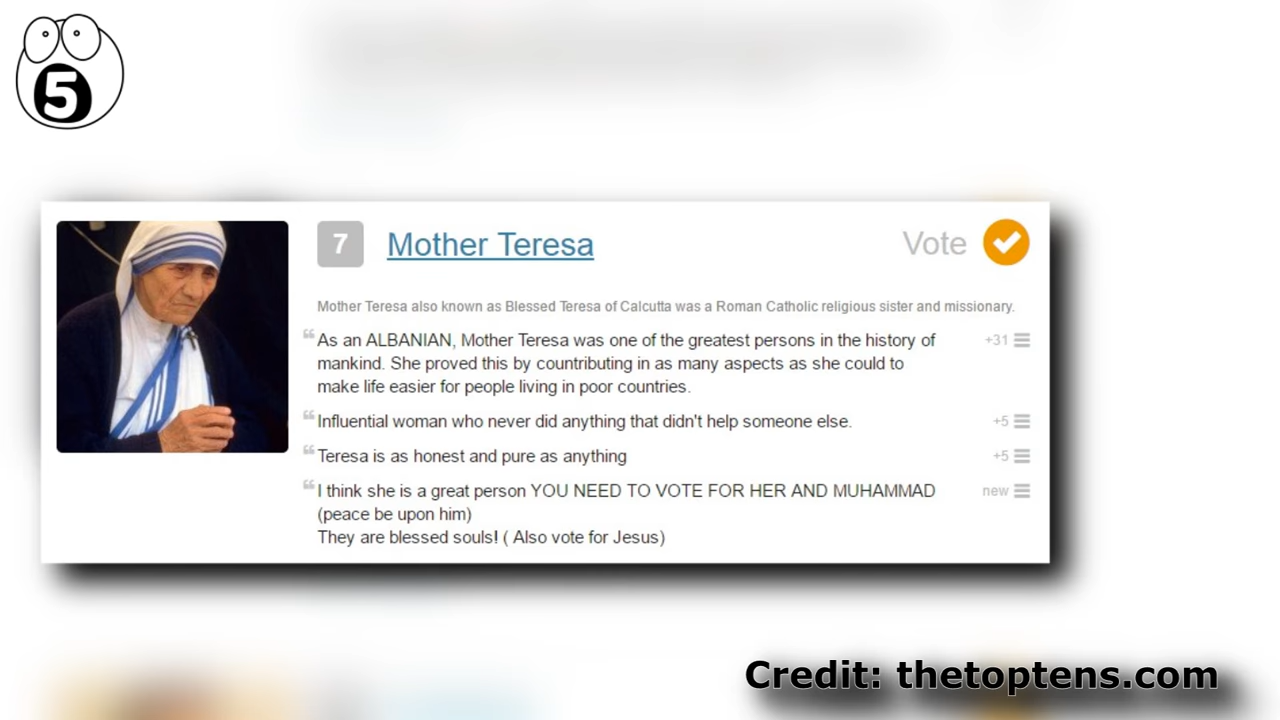 5
7 Mother Teresa Vote
Mother Teresa also known as Blessed Teresa of Calcutta was a Roman Catholic religious sister and missionary.
“ As an ALBANIAN, Mother Teresa was one of the greatest persons in the history of +31
mankind. She proved this by countributing in as many aspects as she could to
make life easier for people living in poor countries.
“ Influential woman who never did anything that didn't help someone else. +5
“ Teresa is as honest and pure as anything +5
“ I think she is a great person YOU NEED TO VOTE FOR HER AND MUHAMMAD new
(peace be upon him)
They are blessed souls! ( Also vote for Jesus)
Credit: thetoptens.com